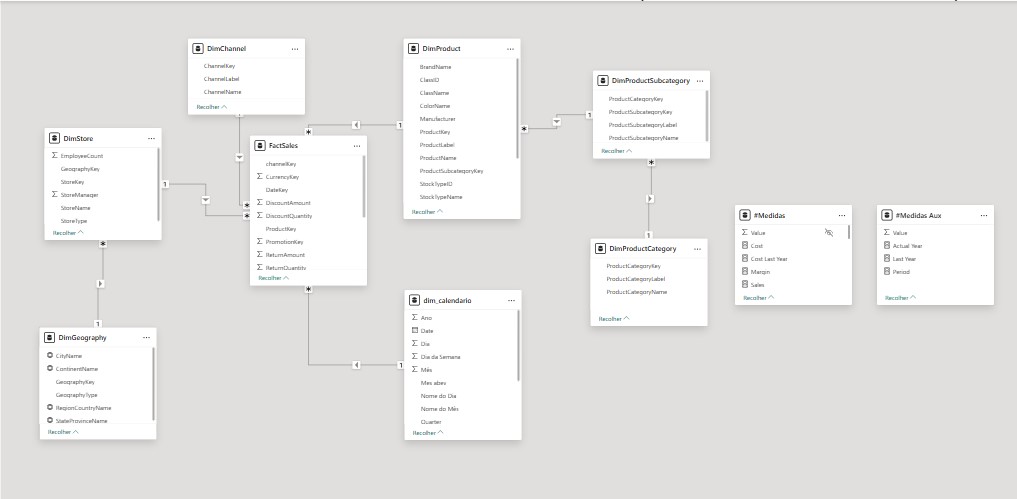 DimChannel
ChannelKey
ChannelLabel
ChannelName
Recolher
DimProduct
BrandName
ClassID
ClassName
ColorName
Manufacturer
ProductKey
ProductLabel
ProductName
ProductSubcategoryKey
StockTypeID
StockTypeName
Recolher
DimProductSubcategory
ProductCategoryKey
ProductSubcategoryKey
ProductSubcategoryLabel
ProductSubcategoryName
Recolher
DimStore
Σ EmployeeCount
GeographyKey
StoreKey
Σ StoreManager
StoreName
StoreType
Recolher
FactSales
channelKey
Σ CurrencyKey
DateKey
Σ DiscountAmount
Σ DiscountQuantity
ProductKey
Σ PromotionKey
Σ ReturnAmount
Σ ReturnQuantity
Recolher
#Medidas
Σ Value
Cost
Cost Last Year
Margin
Sales
Recolher
#Medidas Aux
Σ Value
Actual Year
Last Year
Period
Recolher
DimProductCategory
ProductCategoryKey
ProductCategoryLabel
ProductCategoryName
Recolher
dim_calendario
Σ Ano
Date
Σ Dia
Σ Dia da Semana
Σ Mês
Mes abev
Nome do Dia
Nome do Mês
Quarter
Recolher
DimGeography
CityName
ContinentName
GeographyKey
GeographyType
RegionCountryName
StateProvinceName
Recolher
1
*
1
*
1
*
1
*
1
*
1
*
*